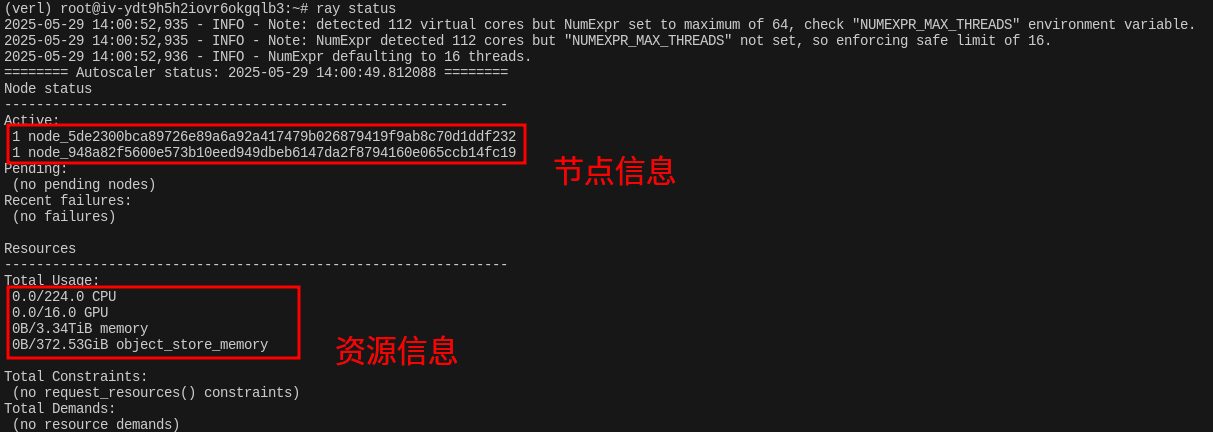 (verl) root@iv-ydt9h5h2iovr6okgqlb3:~# ray status
2025-05-29 14:00:52,935 - INFO - Note: detected 112 virtual cores but NumExpr set to maximum of 64, check "NUMEXPR_MAX_THREADS" environment variable.
2025-05-29 14:00:52,935 - INFO - Note: NumExpr detected 112 cores but "NUMEXPR_MAX_THREADS" not set, so enforcing safe limit of 16.
2025-05-29 14:00:52,936 - INFO - NumExpr defaulting to 16 threads.
======== Autoscaler status: 2025-05-29 14:00:49.812088 ========
Node status
---------------------------------------------------------------
Active:
1 node_5de2300bca89726e89a6a92a417479b026879419f9ab8c70d1ddf232
1 node_948a82f5600e573b10eed949dbeb6147da2f8794160e065ccb14fc19
节点信息
Pending:
(no pending nodes)
Recent failures:
(no failures)
Resources
---------------------------------------------------------------
Total Usage:
0.0/224.0 CPU
0.0/16.0 GPU
0B/3.34TiB memory
0B/372.53GiB object_store_memory
资源信息
Total Constraints:
(no request_resources() constraints)
Total Demands:
(no resource demands)